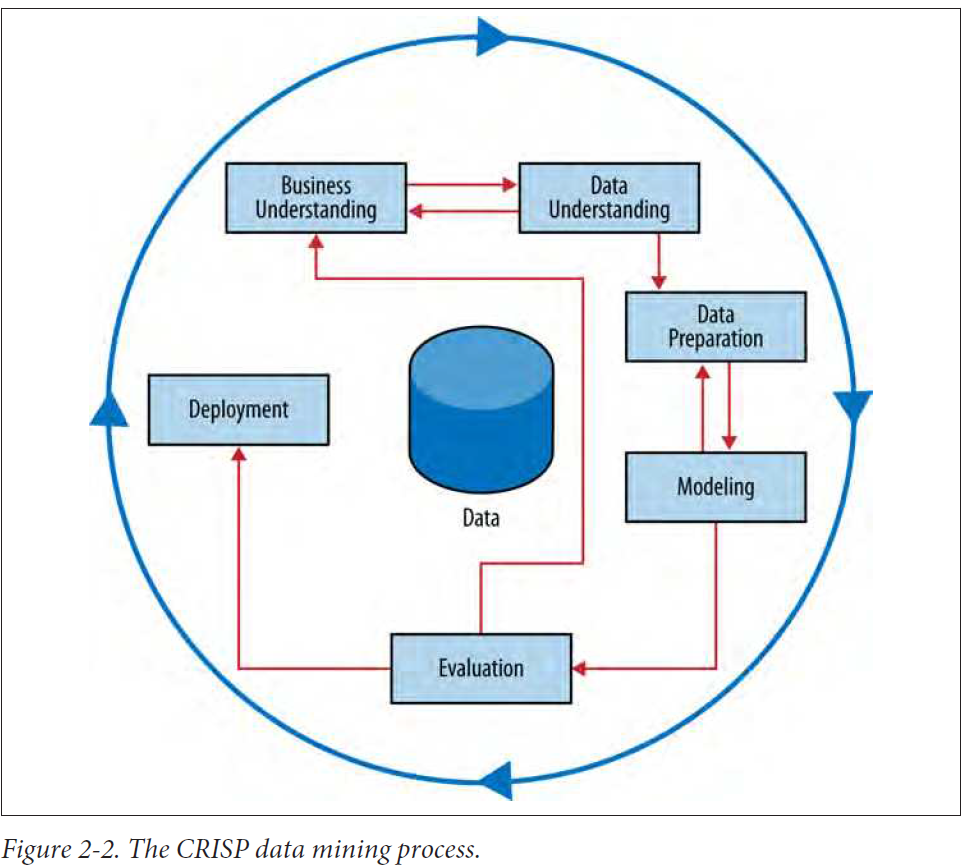 Business
Understanding
Data
Understanding
Data
Preparation
Deployment
Modeling
Data
Evaluation
Figure 2-2. The CRISP data mining process.